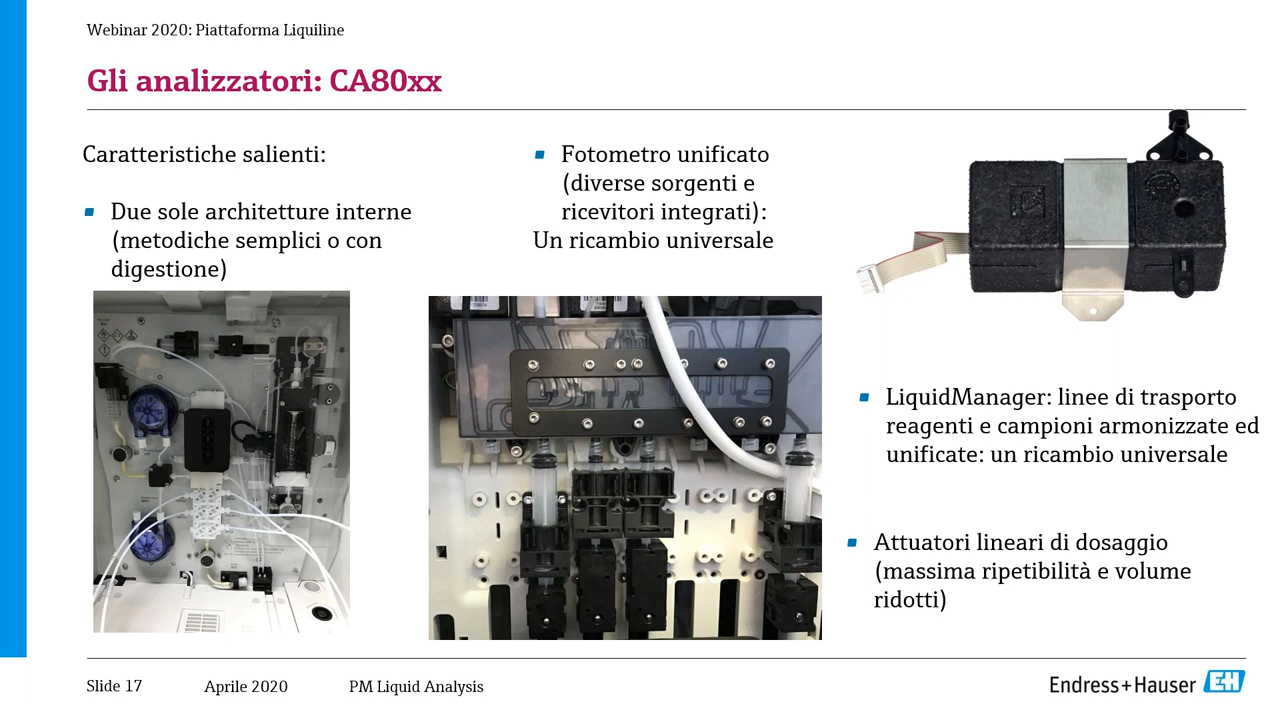 Webinar 2020: Piattaforma Liquiline
Gli analizzatori: CA80xx
Caratteristiche salienti:
Due sole architetture interne
(metodiche semplici o con
digestione)
Fotometro unificato
(diverse sorgenti e
ricevitori integrati):
Un ricambio universale
LiquidManager: linee di trasporto
reagenti e campioni armonizzate ed
unificate: un ricambio universale
Attuatori lineari di dosaggio
(massima ripetibilità e volume
ridotti)
Slide 17
Aprile 2020
PM Liquid Analysis
Endress+Hauser
EH